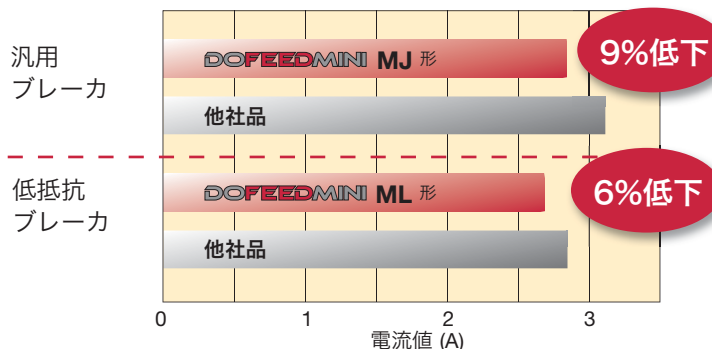 汎用
ブレーカ
DOFEEDMINI MJ 形
9%低下
他社品
低抵抗
ブレーカ
DOFEEDMINI ML 形
6%低下
他社品
0 1 2 3
電流値 (A)